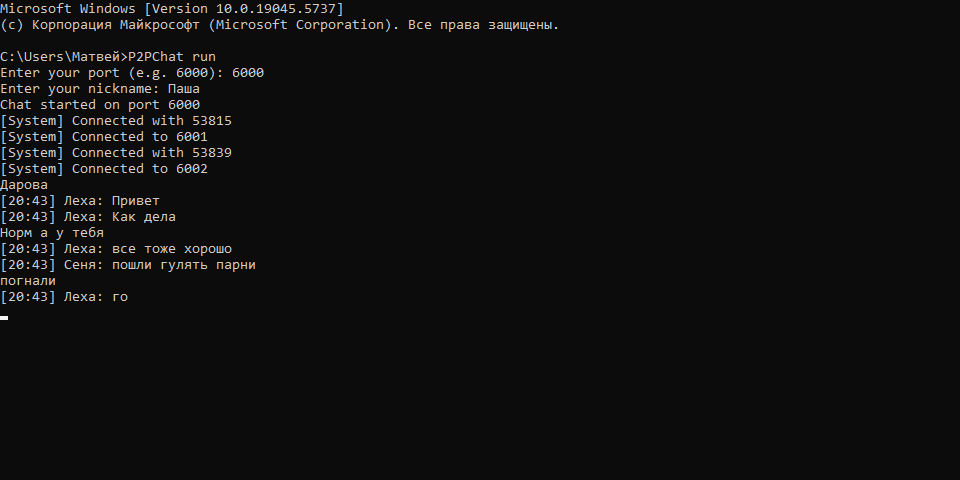 Microsoft Windows [Version 10.0.19045.5737]
(c) Корпорация Майкрософт (Microsoft Corporation). Все права защищены.
C:\Users\Матвей>P2PChat run
Enter your port (e.g. 6000): 6000
Enter your nickname: Паша
Chat started on port 6000
[System] Connected with 53815
[System] Connected to 6001
[System] Connected with 53839
[System] Connected to 6002
Дарова
[20:43] Леха: Привет
[20:43] Леха: Как дела
Норм а у тебя
[20:43] Леха: все тоже хорошо
[20:43] Сеня: пошли гулять парни
погнали
[20:43] Леха: го